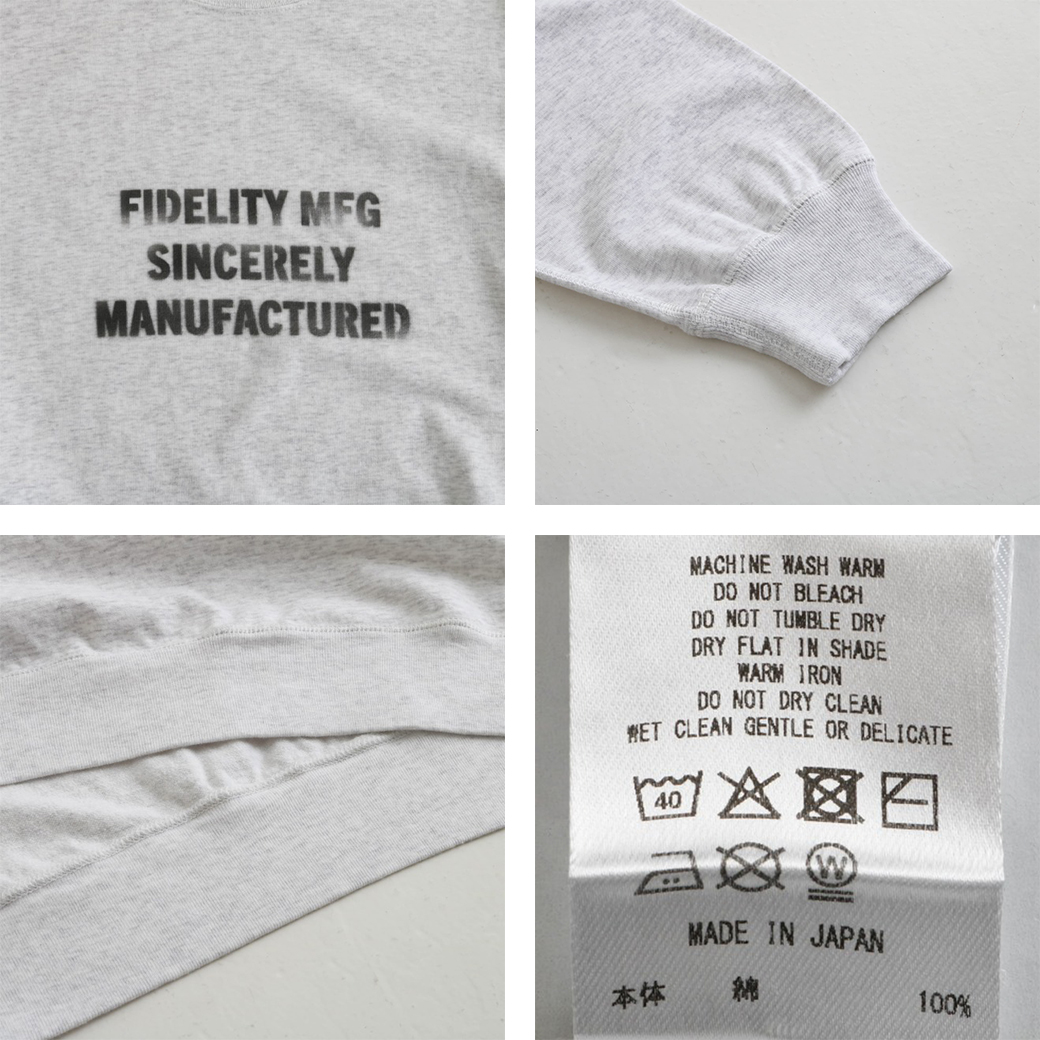 FIDELITY MFG
SINCERELY
MANUFACTURED
MACHINE WASH WARM
DO NOT BLEACH
DO NOT TUMBLE DRY
DRY FLAT IN SHADE
WARM IRON
DO NOT DRY CLEAN
WET CLEAN GENTLE OR DELICATE
40
W
MADE IN JAPAN
本体 綿 100%